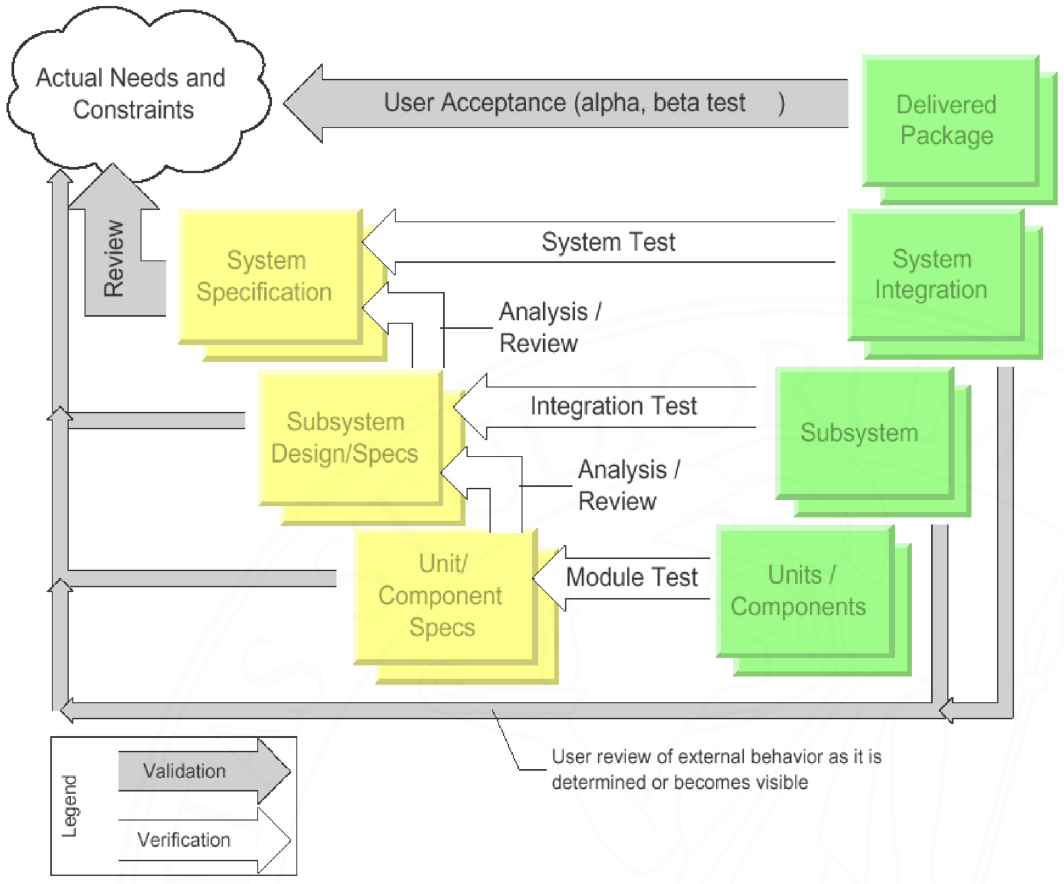 Actual Needs and
Constraints
User Acceptance (alpha, beta test )
Delivered
Package
Review
System
Specification
System Test
System
Integration
Analysis /
Review
Subsystem
Design/Specs
Integration Test
Subsystem
Analysis /
Review
Unit/
Component
Specs
Module Test
Units /
Components
User review of external behavior as it is
determined or becomes visible
Legend
Validation
Verification